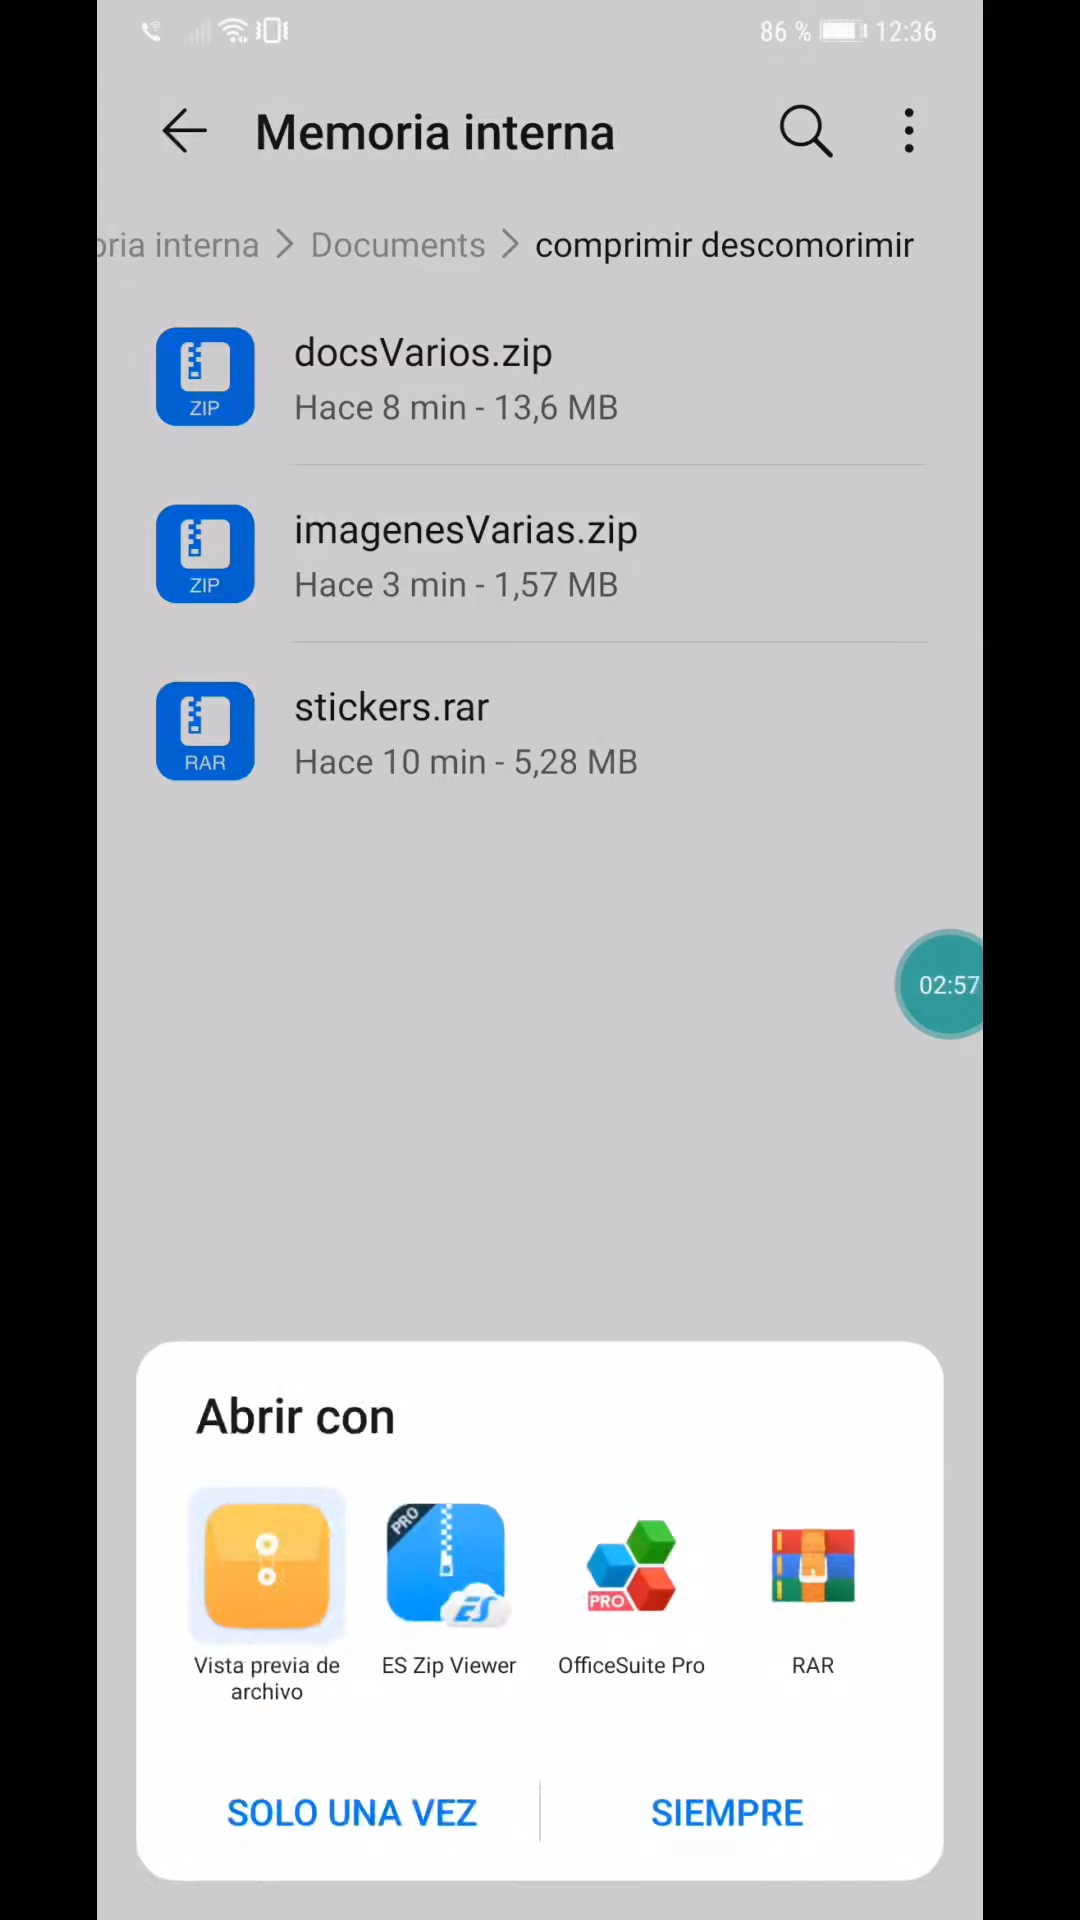 86 % 12:36
Memoria interna
oria interna > Documents > comprimir descomorimir
docsVarios.zip
ZIP
Hace 8 min - 13,6 MB
imagenesVarias.zip
ZIP
Hace 3 min - 1,57 MB
stickers.rar
RAR
Hace 10 min - 5,28 MB
02:57
Abrir con
PRO
ES
PRO
Vista previa de
archivo
ES Zip Viewer
OfficeSuite Pro
RAR
SOLO UNA VEZ
SIEMPRE